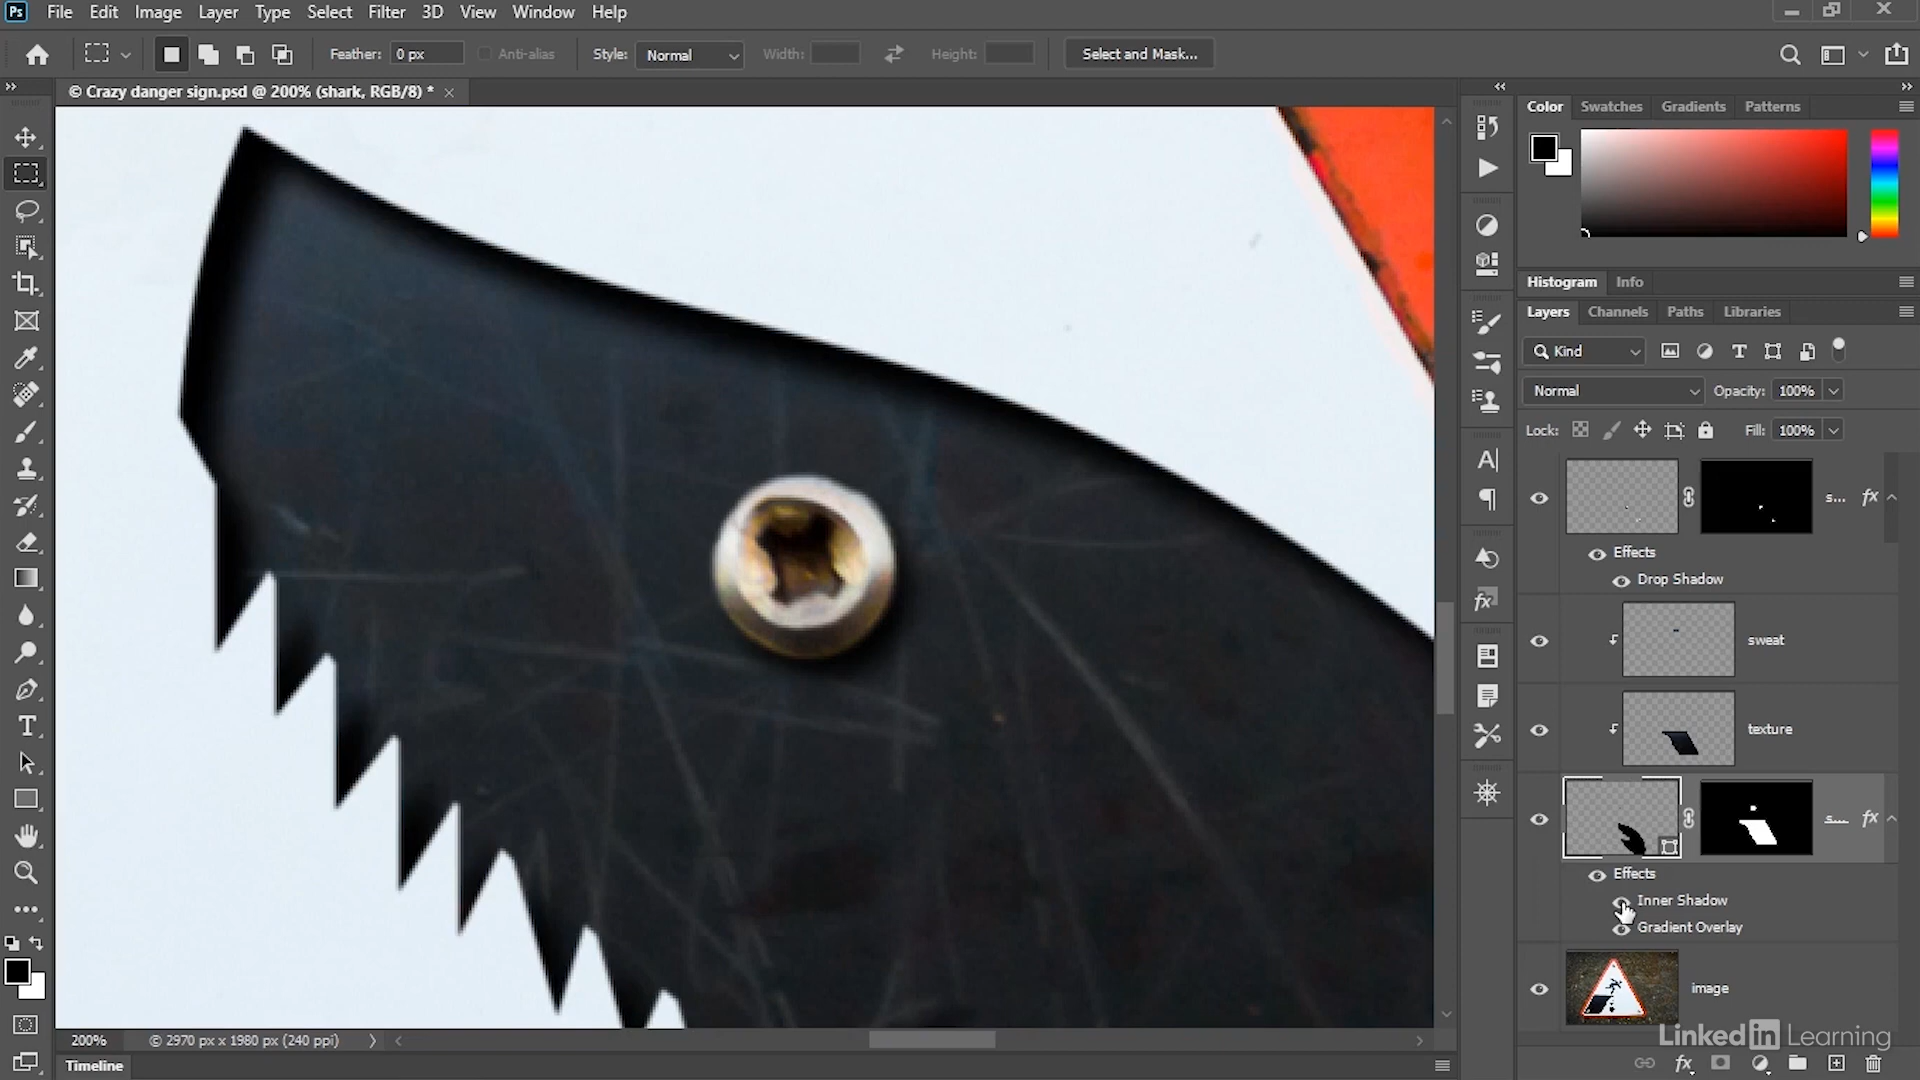 Ps File Edit Image Layer Type Select Filter 3D View Window Help
Feather: 0 px Anti-alias Style: Normal Width: Height: Select and Mask...
© Crazy danger sign.psd @ 200% (shark, RGB/8) * ×
Color Swatches Gradients Patterns
Histogram Info
Layers Channels Paths Libraries
Kind
Normal Opacity: 100%
Lock: Fill: 100%
s... fx
Effects
Drop Shadow
sweat
texture
s... fx
Effects
Inner Shadow
Gradient Overlay
image
200% © 2970 px x 1980 px (240 ppi)
Timeline
LinkedIn Learning